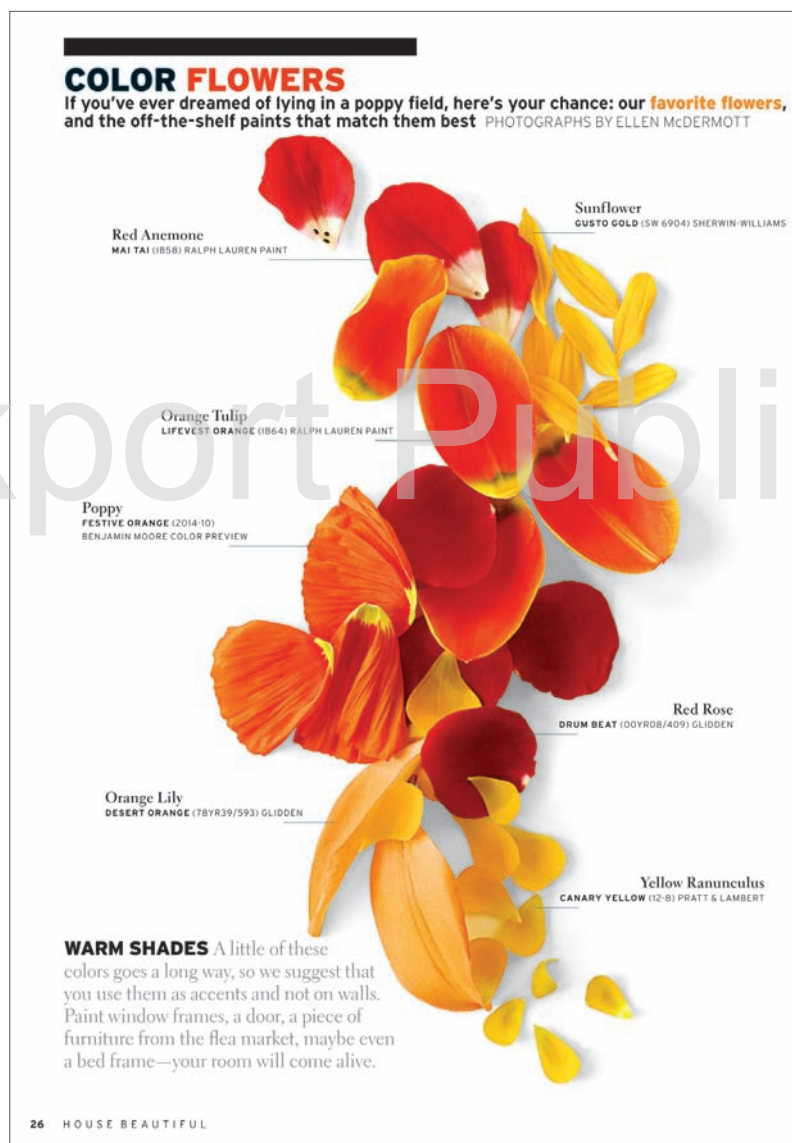 COLOR FLOWERS
If you've ever dreamed of lying in a poppy field, here's your chance: our favorite flowers,
and the off-the-shelf paints that match them best PHOTOGRAPHS BY ELLEN McDERMOTT
Sunflower
GUSTO GOLD (SW 6904) SHERWIN-WILLIAMS
Red Anemone
MAI TAI (IB58) RALPH LAUREN PAINT
Orange Tulip
LIFEVEST ORANGE (IB64) RALPH LAUREN PAINT
xport Publi
Poppy
FESTIVE ORANGE (2014-10)
BENJAMIN MOORE COLOR PREVIEW
Red Rose
DRUM BEAT (00YR08/409) GLIDDEN
Orange Lily
DESERT ORANGE (78YR39/593) GLIDDEN
Yellow Ranunculus
CANARY YELLOW (12-8) PRATT & LAMBERT
WARM SHADES A little of these
colors goes a long way, so we suggest that
you use them as accents and not on walls.
Paint window frames, a door, a piece of
furniture from the flea market, maybe even
a bed frame—your room will come alive.
26 HOUSE BEAUTIFUL